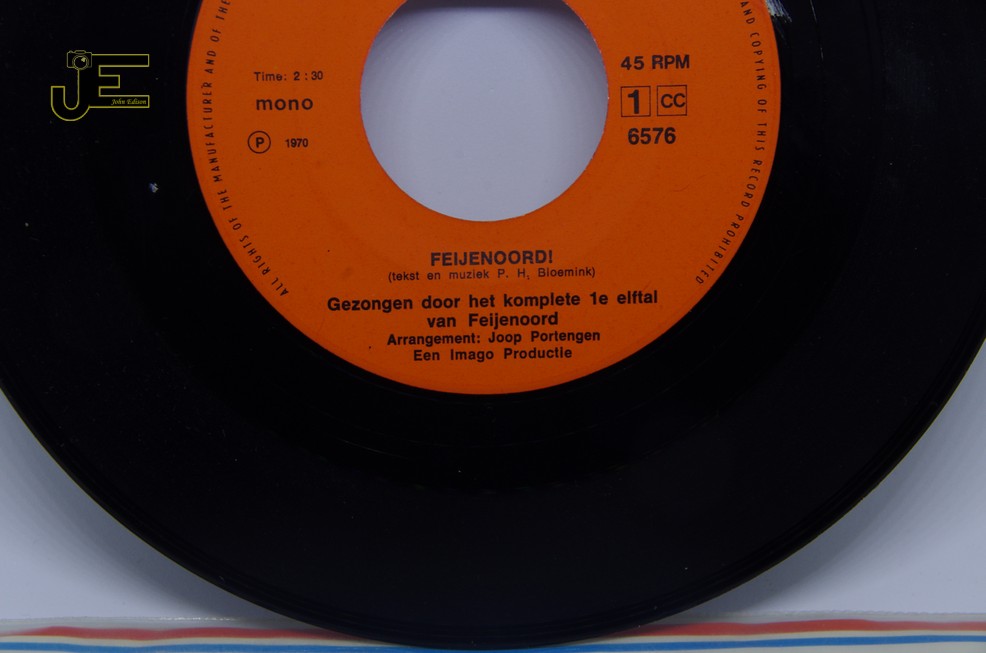 JE
John Edison
Time: 2 : 30
mono
P 1970
45 RPM
1 CC
6576
ALL RIGHTS OF THE MANUFACTURER AND OF THE
AND COPYING OF THIS RECORD PROHIBITED
FEIJENOORD!
(tekst en muziek P. H, Bloemink)
Gezongen door het komplete 1e elftal
van Feijenoord
Arrangement: Joop Portengen
Een Imago Productie